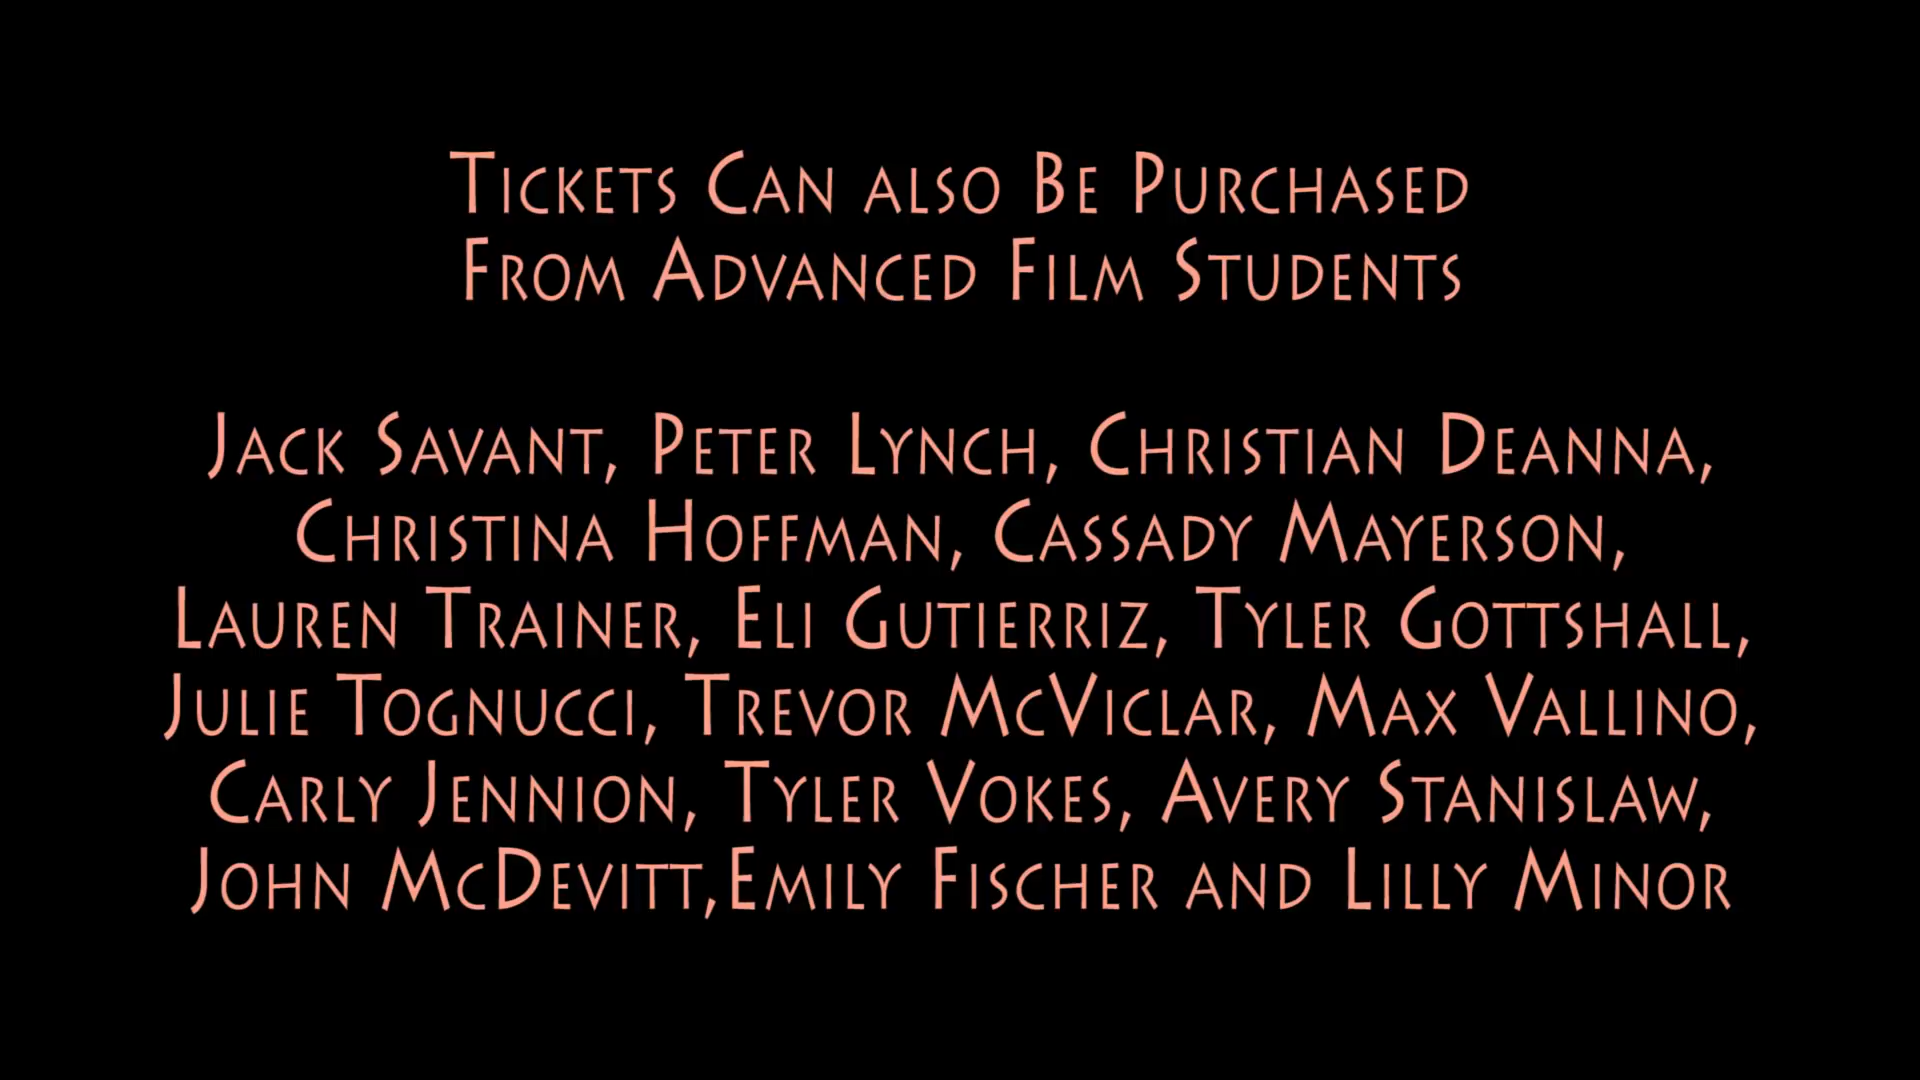 Tickets Can also Be Purchased
From Advanced Film Students
Jack Savant, Peter Lynch, Christian Deanna,
Christina Hoffman, Cassady Mayerson,
Lauren Trainer, Eli Gutierriz, Tyler Gottshall,
Julie Tognucci, Trevor McViclar, Max Vallino,
Carly Jennion, Tyler Vokes, Avery Stanislaw,
John McDevitt,Emily Fischer and Lilly Minor